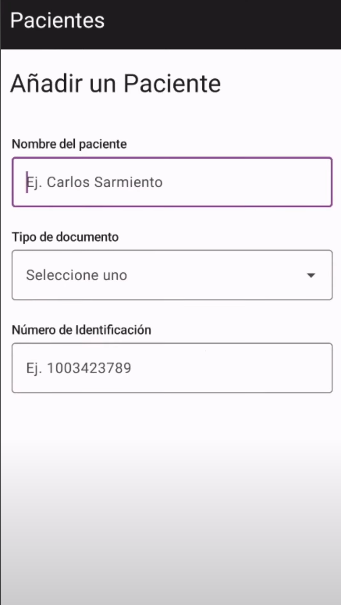 Pacientes
Añadir un Paciente
Nombre del paciente
Ej. Carlos Sarmiento
Tipo de documento
Seleccione uno
Número de Identificación
Ej. 1003423789